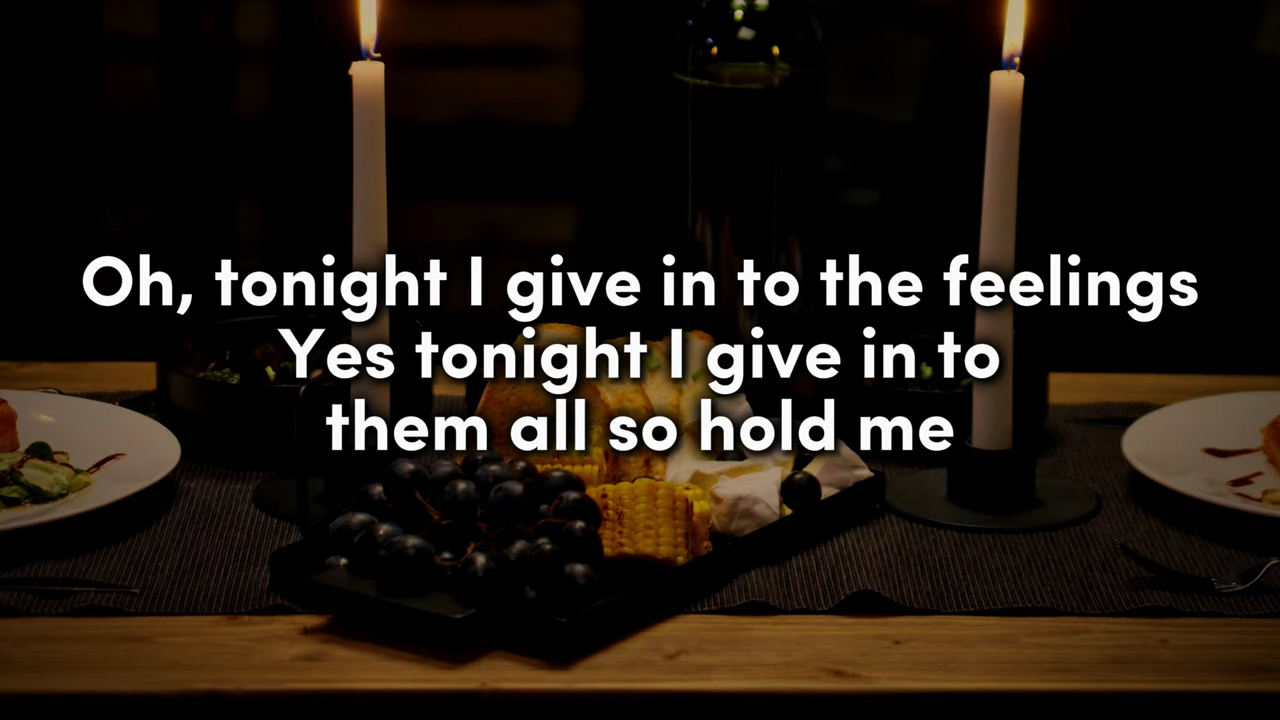 Oh, tonight I give in to the feelings
Yes tonight I give in to
them all so hold me